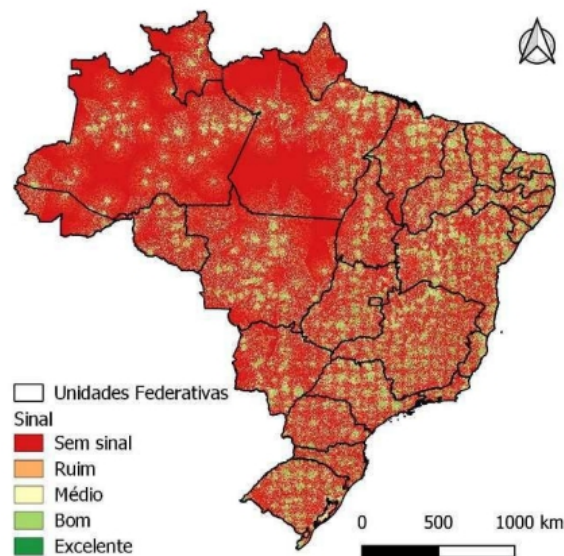 Unidades Federativas
Sinal
Sem sinal
Ruim
Médio
Bom
Excelente
0 500 1000 km